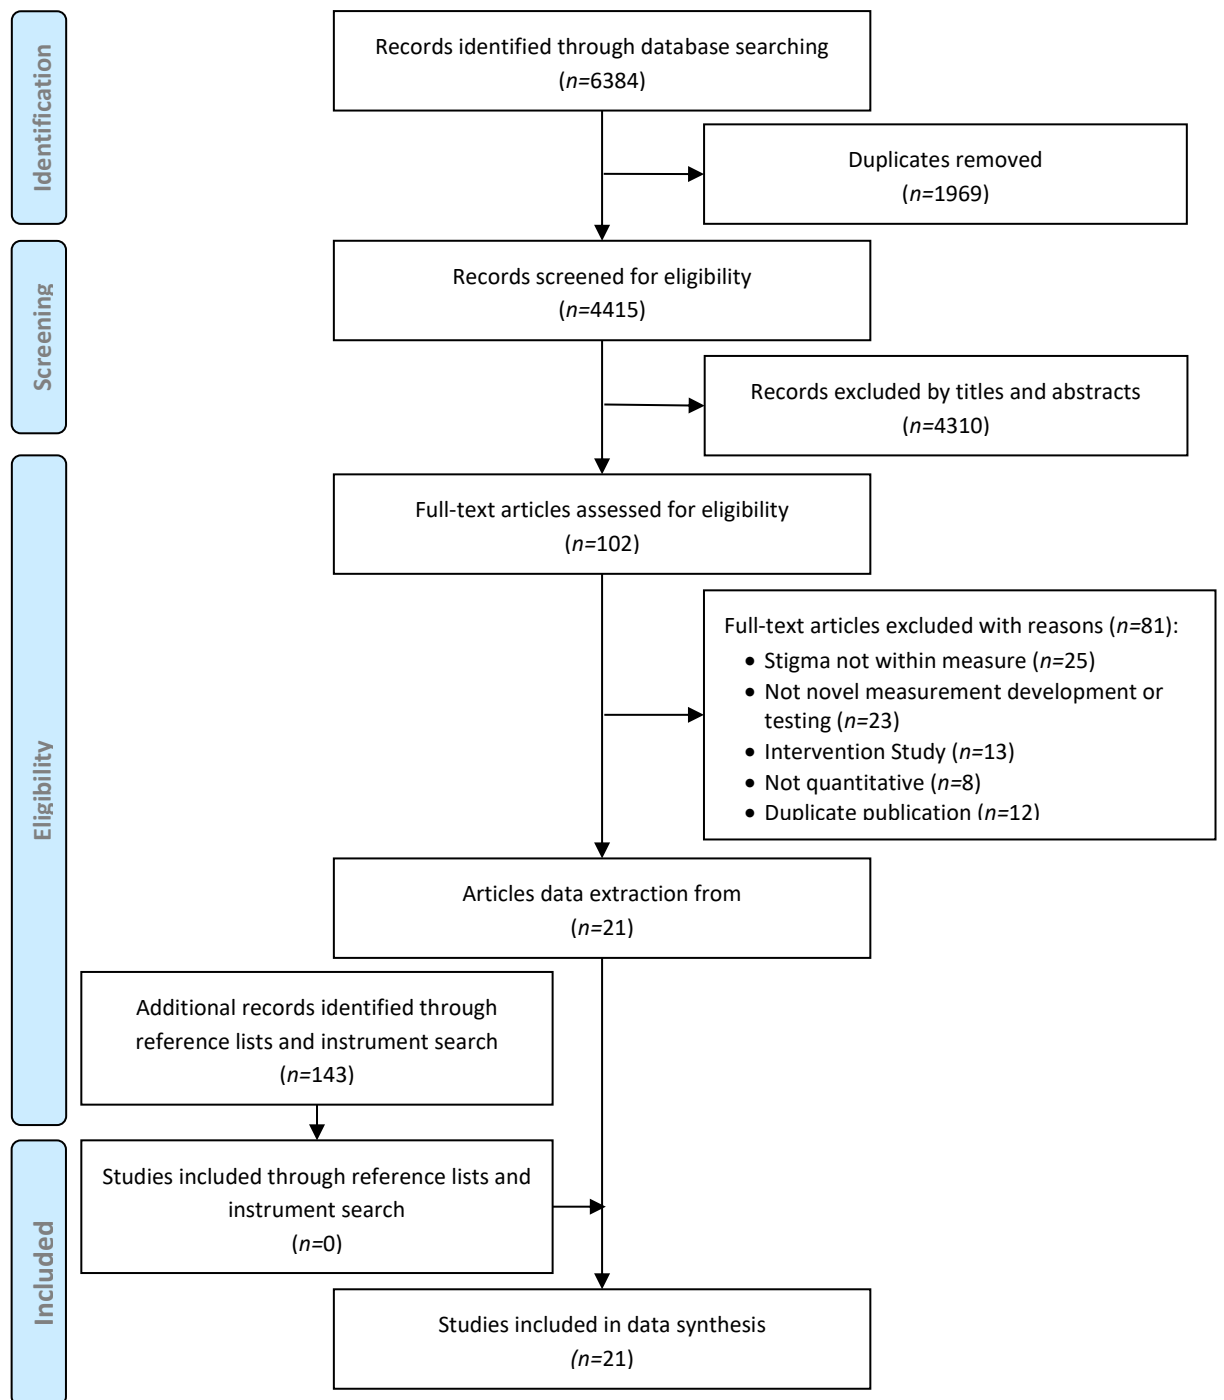 Identification
Records identified through database searching
(n=6384)
Duplicates removed
(n=1969)
Screening
Records screened for eligibility
(n=4415)
Records excluded by titles and abstracts
(n=4310)
Eligibility
Full-text articles assessed for eligibility
(n=102)
Full-text articles excluded with reasons (n=81):
• Stigma not within measure (n=25)
• Not novel measurement development or
testing (n=23)
• Intervention Study (n=13)
• Not quantitative (n=8)
• Duplicate publication (n=12)
Articles data extraction from
(n=21)
Additional records identified through
reference lists and instrument search
(n=143)
Included
Studies included through reference lists and
instrument search
(n=0)
Studies included in data synthesis
(n=21)